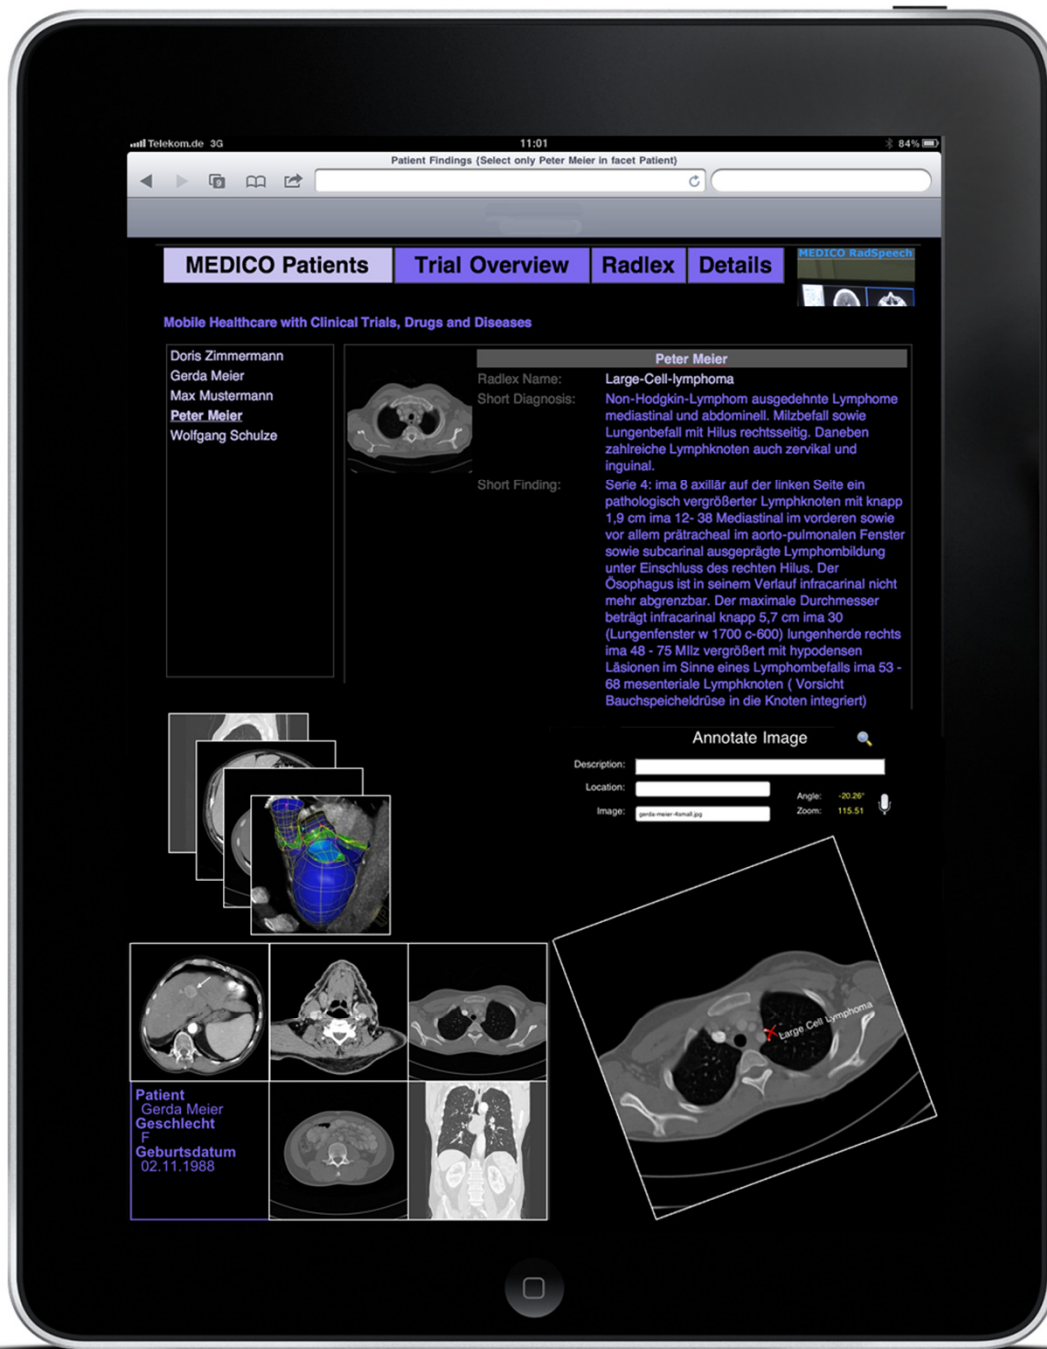 Telekom.de 3G 11:01 84%
Patient Findings (Select only Peter Meier in facet Patient)
9
MEDICO Patients Trial Overview Radlex Details
MEDICO RadSpeech
Mobile Healthcare with Clinical Trials, Drugs and Diseases
Doris Zimmermann
Gerda Meier
Max Mustermann
Peter Meier
Wolfgang Schulze
Peter Meier
Radlex Name: Large-Cell-lymphoma
Short Diagnosis: Non-Hodgkin-Lymphom ausgedehnte Lymphome
mediastinal und abdominell. Milzbefall sowie
Lungenbefall mit Hilus rechtsseitig. Daneben
zahlreiche Lymphknoten auch zervikal und
inguinal.
Short Finding: Serie 4: ima 8 axillär auf der linken Seite ein
pathologisch vergrößerter Lymphknoten mit knapp
1,9 cm ima 12- 38 Mediastinal im vorderen sowie
vor allem prätracheal im aorto-pulmonalen Fenster
sowie subcarinal ausgeprägte Lymphombildung
unter Einschluss des rechten Hilus. Der
Ösophagus ist in seinem Verlauf infracarinal nicht
mehr abgrenzbar. Der maximale Durchmesser
beträgt infracarinal knapp 5,7 cm ima 30
(Lungenfenster w 1700 c-600) lungenherde rechts
ima 48 - 75 MIlz vergrößert mit hypodensen
Läsionen im Sinne eines Lymphombefalls ima 53 -
68 mesenteriale Lymphknoten ( Vorsicht
Bauchspeicheldrüse in die Knoten integriert)
Annotate Image
Description:
Location:
Image: gerda-meier-4small.jpg
Angle: -20.26°
Zoom: 115.51
Large Cell Lymphoma
Patient
Gerda Meier
Geschlecht
F
Geburtsdatum
02.11.1988